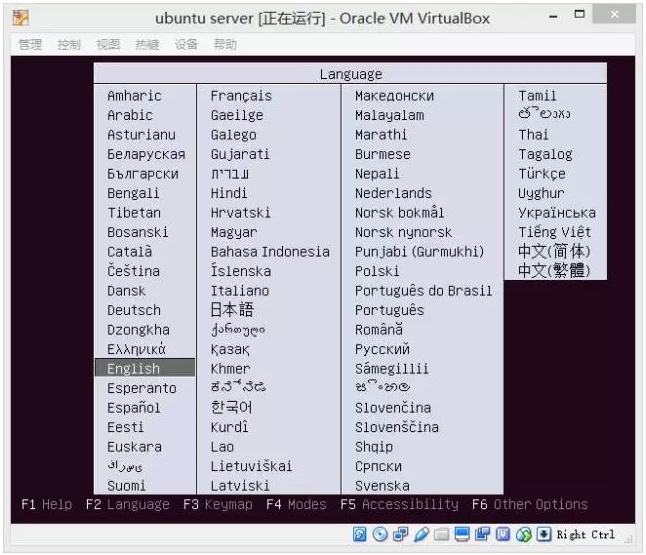 ubuntu server [正在运行] - Oracle VM VirtualBox
管理 控制 视图 热键 设备 帮助
Language
Amharic
Arabic
Asturianu
Беларуская
Български
Bengali
Tibetan
Bosanski
Català
Čeština
Dansk
Deutsch
Dzongkha
Ελληνικά
English
Esperanto
Español
Eesti
Euskara
Suomi
Français
Gaeilge
Galego
Gujarati
עברית
Hindi
Hrvatski
Magyar
Bahasa Indonesia
Íslenska
Italiano
日本語
ქართული
Қазақ
Khmer
한국어
Kurdî
Lao
Lietuviškai
Latviski
Македонски
Malayalam
Marathi
Burmese
Nepali
Nederlands
Norsk bokmål
Norsk nynorsk
Punjabi (Gurmukhi)
Polski
Português do Brasil
Português
Română
Русский
Sámegillii
Slovenčina
Slovenščina
Shqip
Српски
Svenska
Tamil
Thai
Tagalog
Türkçe
Uyghur
Українська
Tiếng Việt
中文(简体)
中文(繁體)
F1 Help F2 Language F3 Keymap F4 Modes F5 Accessibility F6 Other Options
Right Ctrl